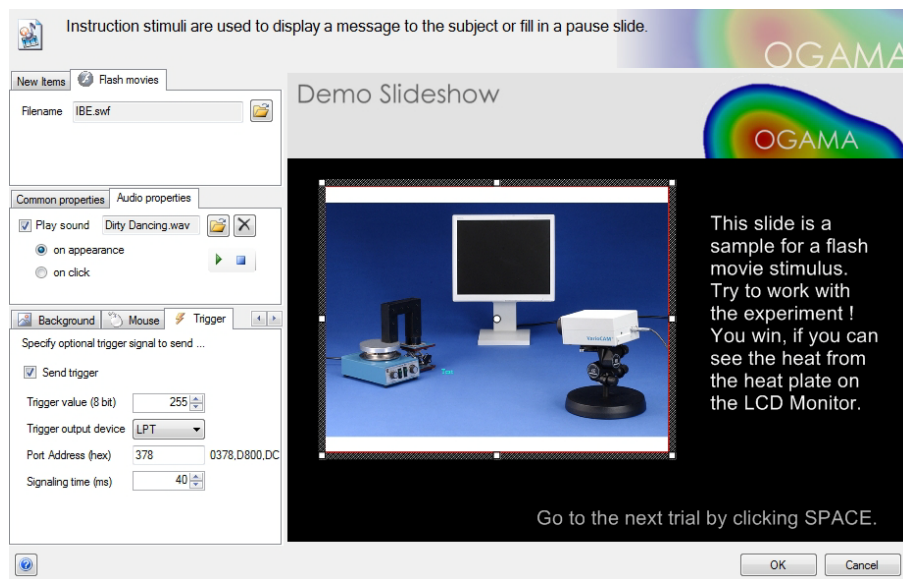 Instruction stimuli are used to display a message to the subject or fill in a pause slide.
OGAMA
New Items
Flash movies
Filename
IBE.swf
Common properties
Audio properties
Play sound
Dirty Dancing.wav
on appearance
on click
Background
Mouse
Trigger
Specify optional trigger signal to send ...
Send trigger
Trigger value (8 bit)
255
Trigger output device
LPT
Port Address (hex)
378
0378,D800,DC
Signaling time (ms)
40
Demo Slideshow
OGAMA
VarioCAM
Text
This slide is a
sample for a flash
movie stimulus.
Try to work with
the experiment !
You win, if you can
see the heat from
the heat plate on
the LCD Monitor.
Go to the next trial by clicking SPACE.
OK
Cancel